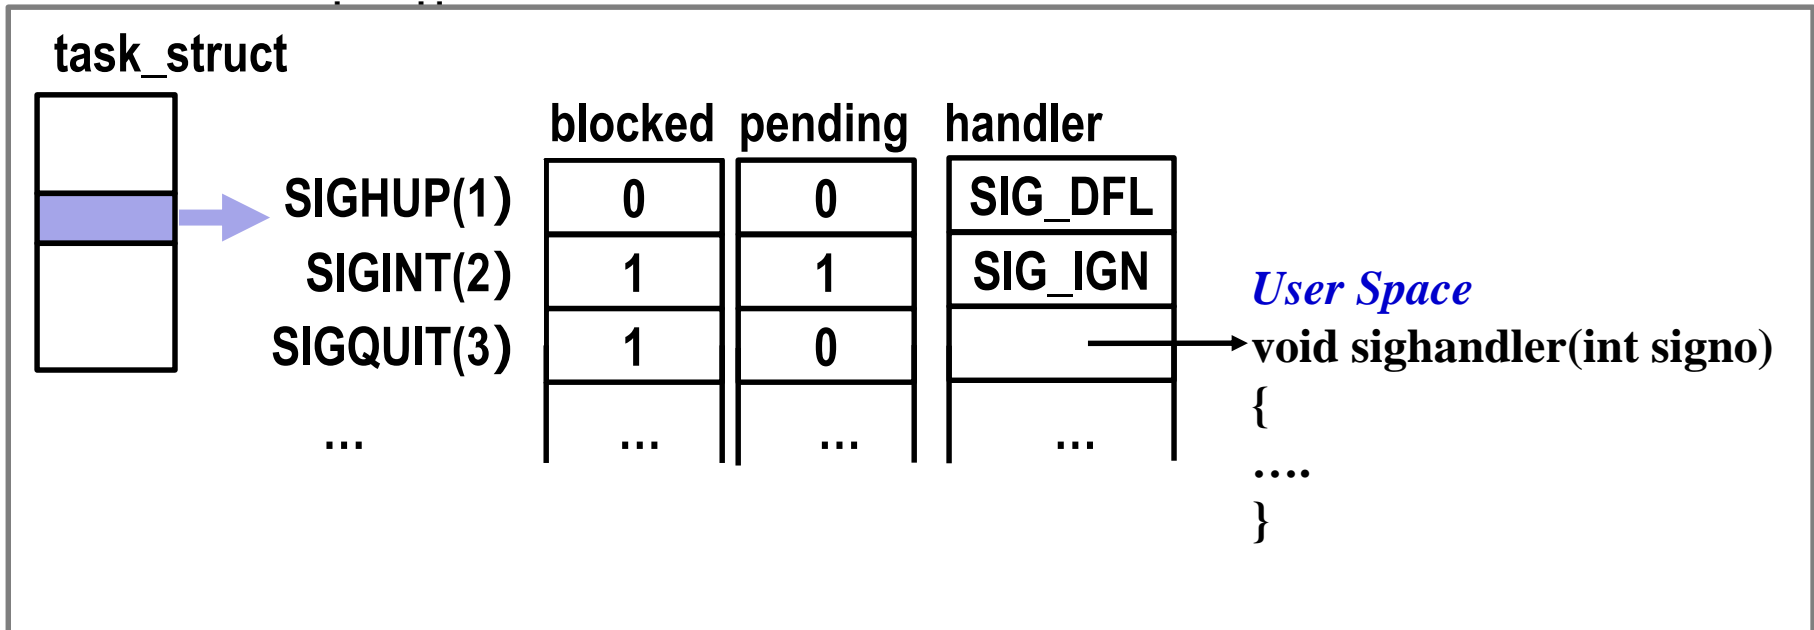 task_struct
blocked pending handler
SIGHUP(1) 0 0 SIG_DFL
SIGINT(2) 1 1 SIG_IGN
User Space
SIGQUIT(3) 1 0 void sighandler(int signo)
{
... ... ... ...
....
}